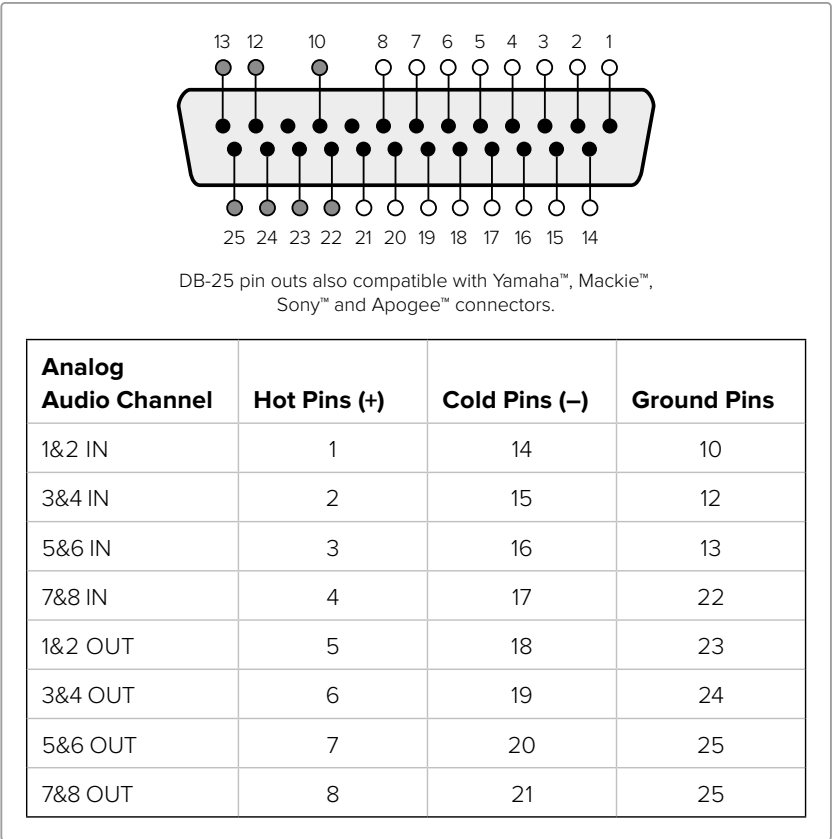 13 12 10 8 7 6 5 4 3 2 1
25 24 23 22 21 20 19 18 17 16 15 14
DB-25 pin outs also compatible with Yamaha™, Mackie™,
Sony™ and Apogee™ connectors.
Analog
Audio Channel Hot Pins (+) Cold Pins (–) Ground Pins
1&2 IN 1 14 10
3&4 IN 2 15 12
5&6 IN 3 16 13
7&8 IN 4 17 22
1&2 OUT 5 18 23
3&4 OUT 6 19 24
5&6 OUT 7 20 25
7&8 OUT 8 21 25